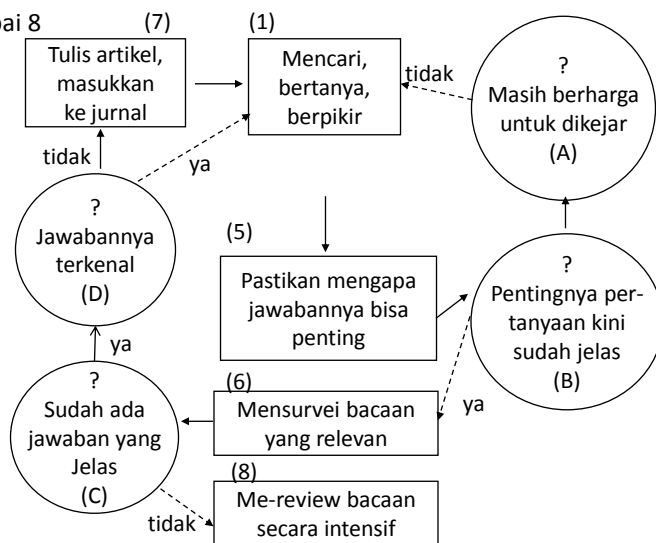 bai 8
(7)
Tulis artikel,
masukkan
ke jurnal
(1)
Mencari,
bertanya,
berpikir
tidak
?
Masih berharga
untuk dikejar
(A)
tidak
ya
?
Jawabannya
terkenal
(D)
(5)
Pastikan mengapa
jawabannya bisa
penting
?
Pentingnya per-
tanyaan kini
sudah jelas
(B)
ya
ya
(6)
Mensurvei bacaan
yang relevan
?
Sudah ada
jawaban yang
Jelas
(C)
tidak
(8)
Me-review bacaan
secara intensif